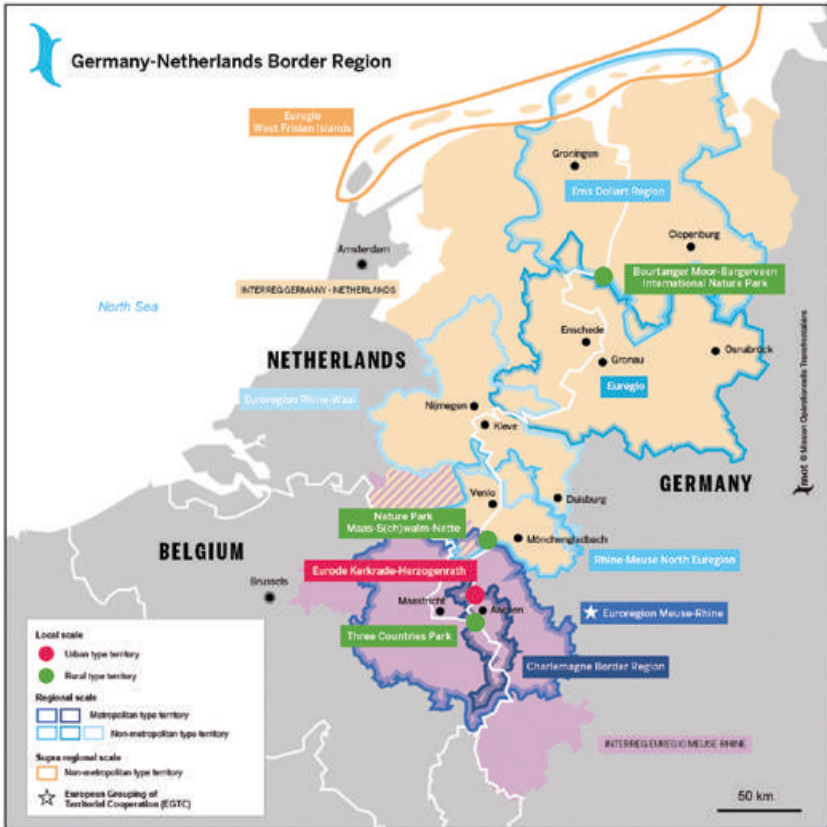 Germany-Netherlands Border Region
Euregio
West Frisian Islands
Groningen
Ems Dollart Region
Clopenburg
Amsterdam
Bourtanger Moor-Bargerveen
International Nature Park
INTERREG GERMANY - NETHERLANDS
North Sea
Enschede
Osnabrück
Gronau
NETHERLANDS
Euregio
Euroregion Rhine-Waal
Nijmegen
Kleve
© Mission Opérationnelle Transfrontalière
mot
GERMANY
Venlo
Duisburg
Nature Park
Maas-S(ch)walm-Nette
Mönchengladbach
BELGIUM
Rhine-Meuse North Euregion
Eurode Kerkrade-Herzogenrath
Brussels
Maastricht
Aachen
Euroregion Meuse-Rhine
Three Countries Park
Charlemagne Border Region
Local scale
Urban type territory
Rural type territory
Regional scale
Metropolitan type territory
Non-metropolitan type territory
Supra regional scale
Non-metropolitan type territory
European Grouping of
Territorial Cooperation (EGTC)
INTERREG EUREGIO MEUSE-RHINE
50 km